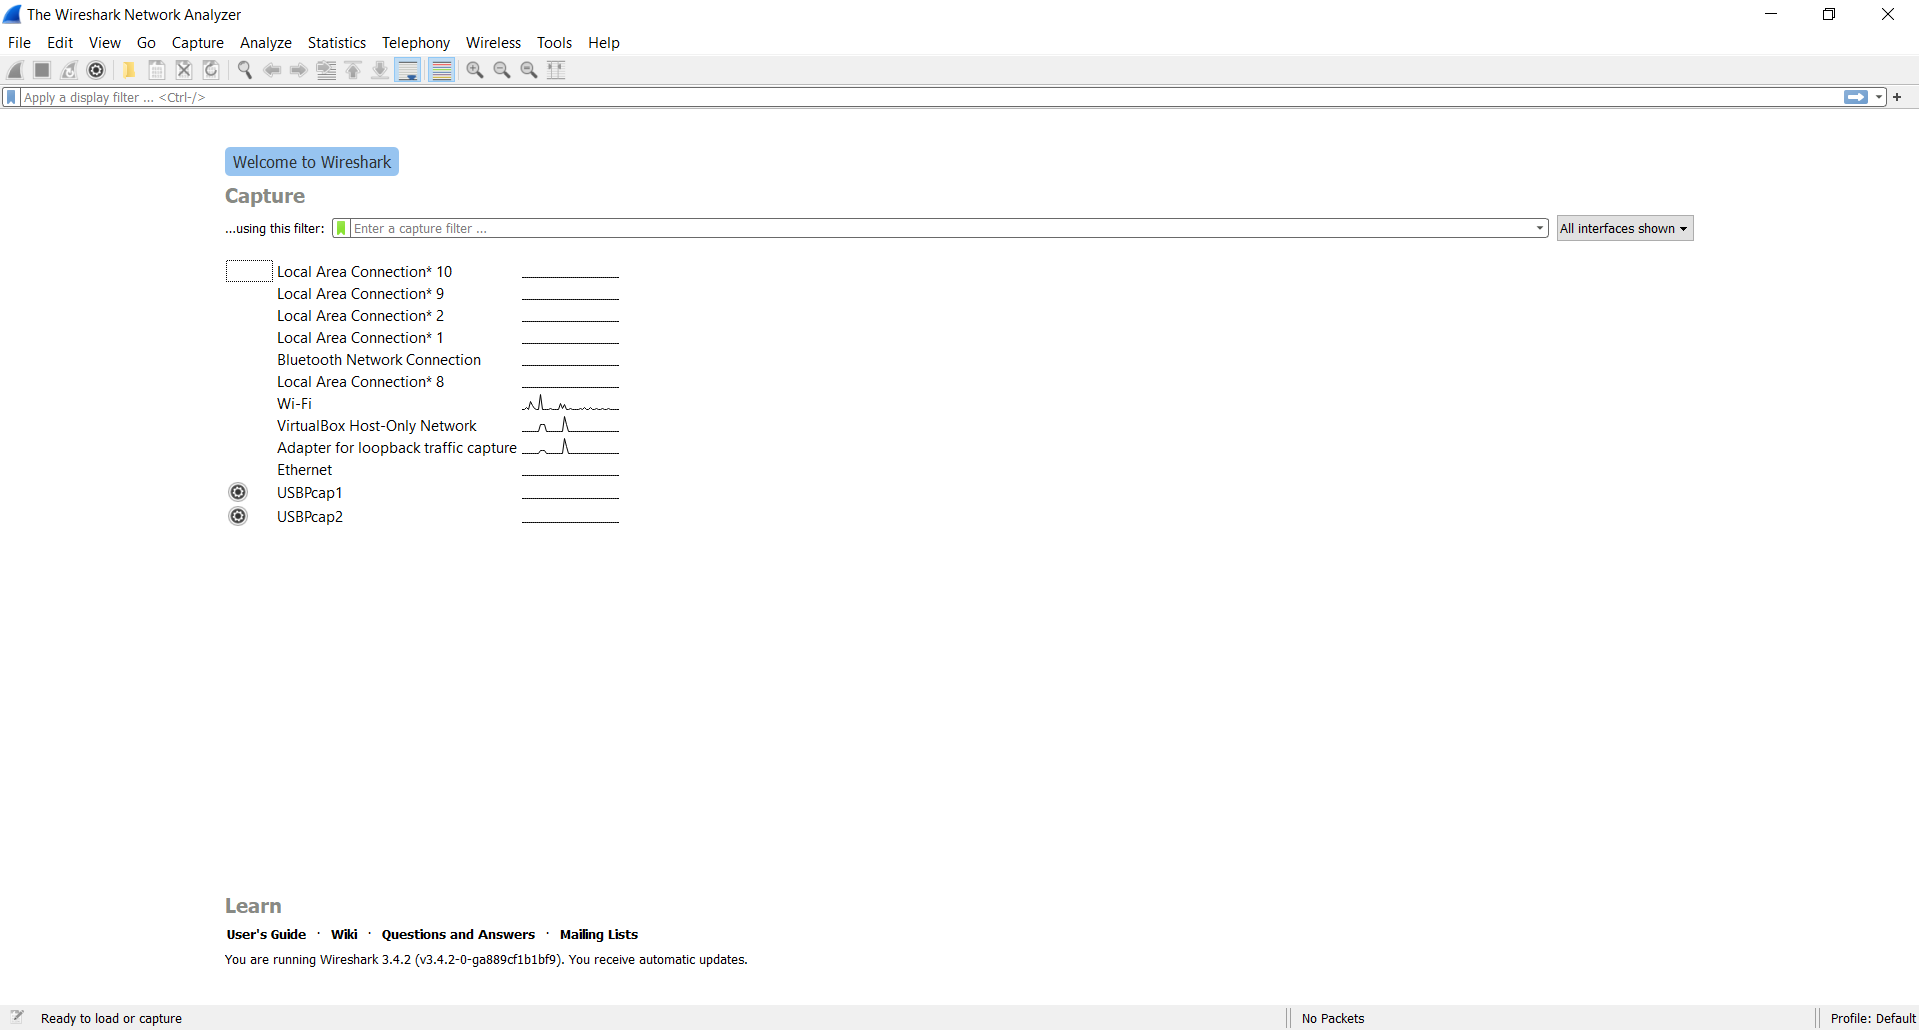 The Wireshark Network Analyzer
File Edit View Go Capture Analyze Statistics Telephony Wireless Tools Help
Apply a display filter ... <Ctrl-/>
+
Welcome to Wireshark
Capture
...using this filter: Enter a capture filter ... All interfaces shown
Local Area Connection* 10
Local Area Connection* 9
Local Area Connection* 2
Local Area Connection* 1
Bluetooth Network Connection
Local Area Connection* 8
Wi-Fi
VirtualBox Host-Only Network
Adapter for loopback traffic capture
Ethernet
USBPcap1
USBPcap2
Learn
User's Guide · Wiki · Questions and Answers · Mailing Lists
You are running Wireshark 3.4.2 (v3.4.2-0-ga889cf1b1bf9). You receive automatic updates.
Ready to load or capture No Packets Profile: Default